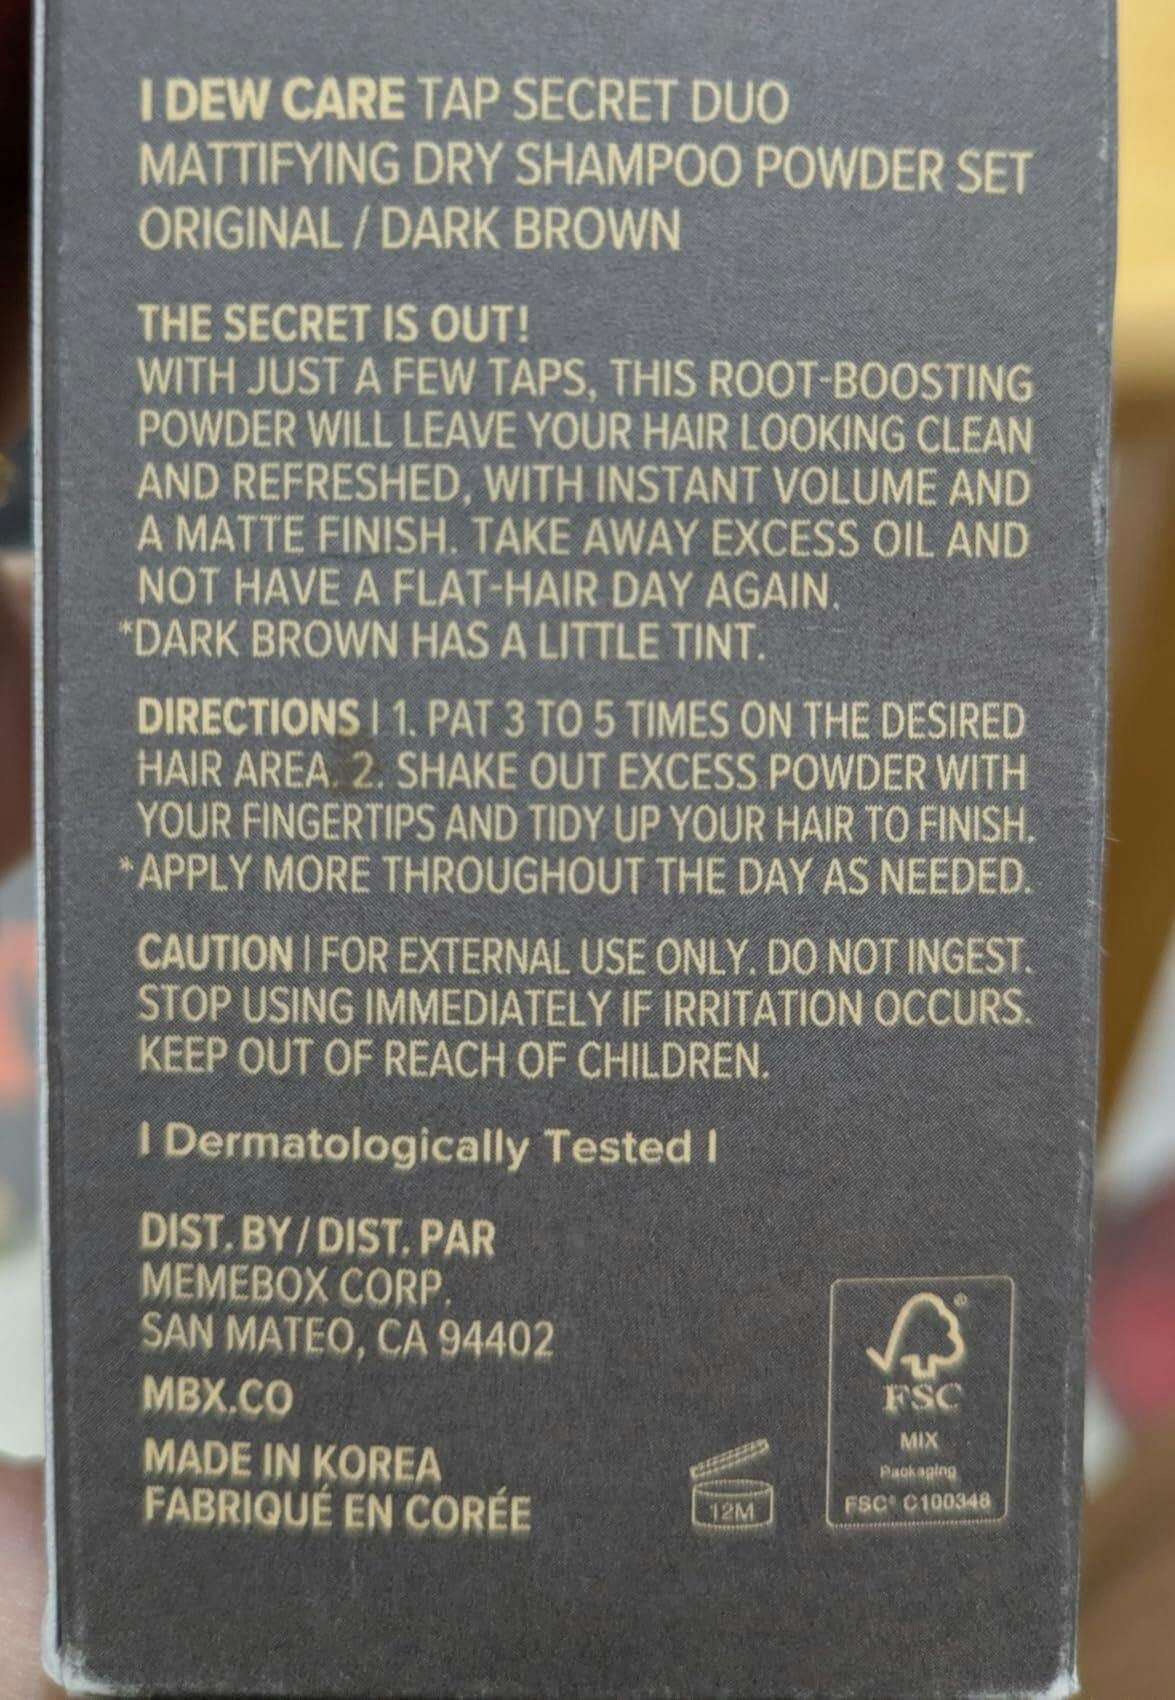 I DEW CARE TAP SECRET DUO
MATTIFYING DRY SHAMPOO POWDER SET
ORIGINAL / DARK BROWN
THE SECRET IS OUT!
WITH JUST A FEW TAPS, THIS ROOT-BOOSTING
POWDER WILL LEAVE YOUR HAIR LOOKING CLEAN
AND REFRESHED, WITH INSTANT VOLUME AND
A MATTE FINISH. TAKE AWAY EXCESS OIL AND
NOT HAVE A FLAT-HAIR DAY AGAIN.
*DARK BROWN HAS A LITTLE TINT.
DIRECTIONS | 1. PAT 3 TO 5 TIMES ON THE DESIRED
HAIR AREA 2. SHAKE OUT EXCESS POWDER WITH
YOUR FINGERTIPS AND TIDY UP YOUR HAIR TO FINISH.
*APPLY MORE THROUGHOUT THE DAY AS NEEDED.
CAUTION | FOR EXTERNAL USE ONLY. DO NOT INGEST.
STOP USING IMMEDIATELY IF IRRITATION OCCURS.
KEEP OUT OF REACH OF CHILDREN.
| Dermatologically Tested |
DIST. BY / DIST. PAR
MEMEBOX CORP.
SAN MATEO, CA 94402
MBX.CO
MADE IN KOREA
FABRIQUÉ EN CORÉE
12M
®
FSC
MIX
Packaging
FSC® C100348